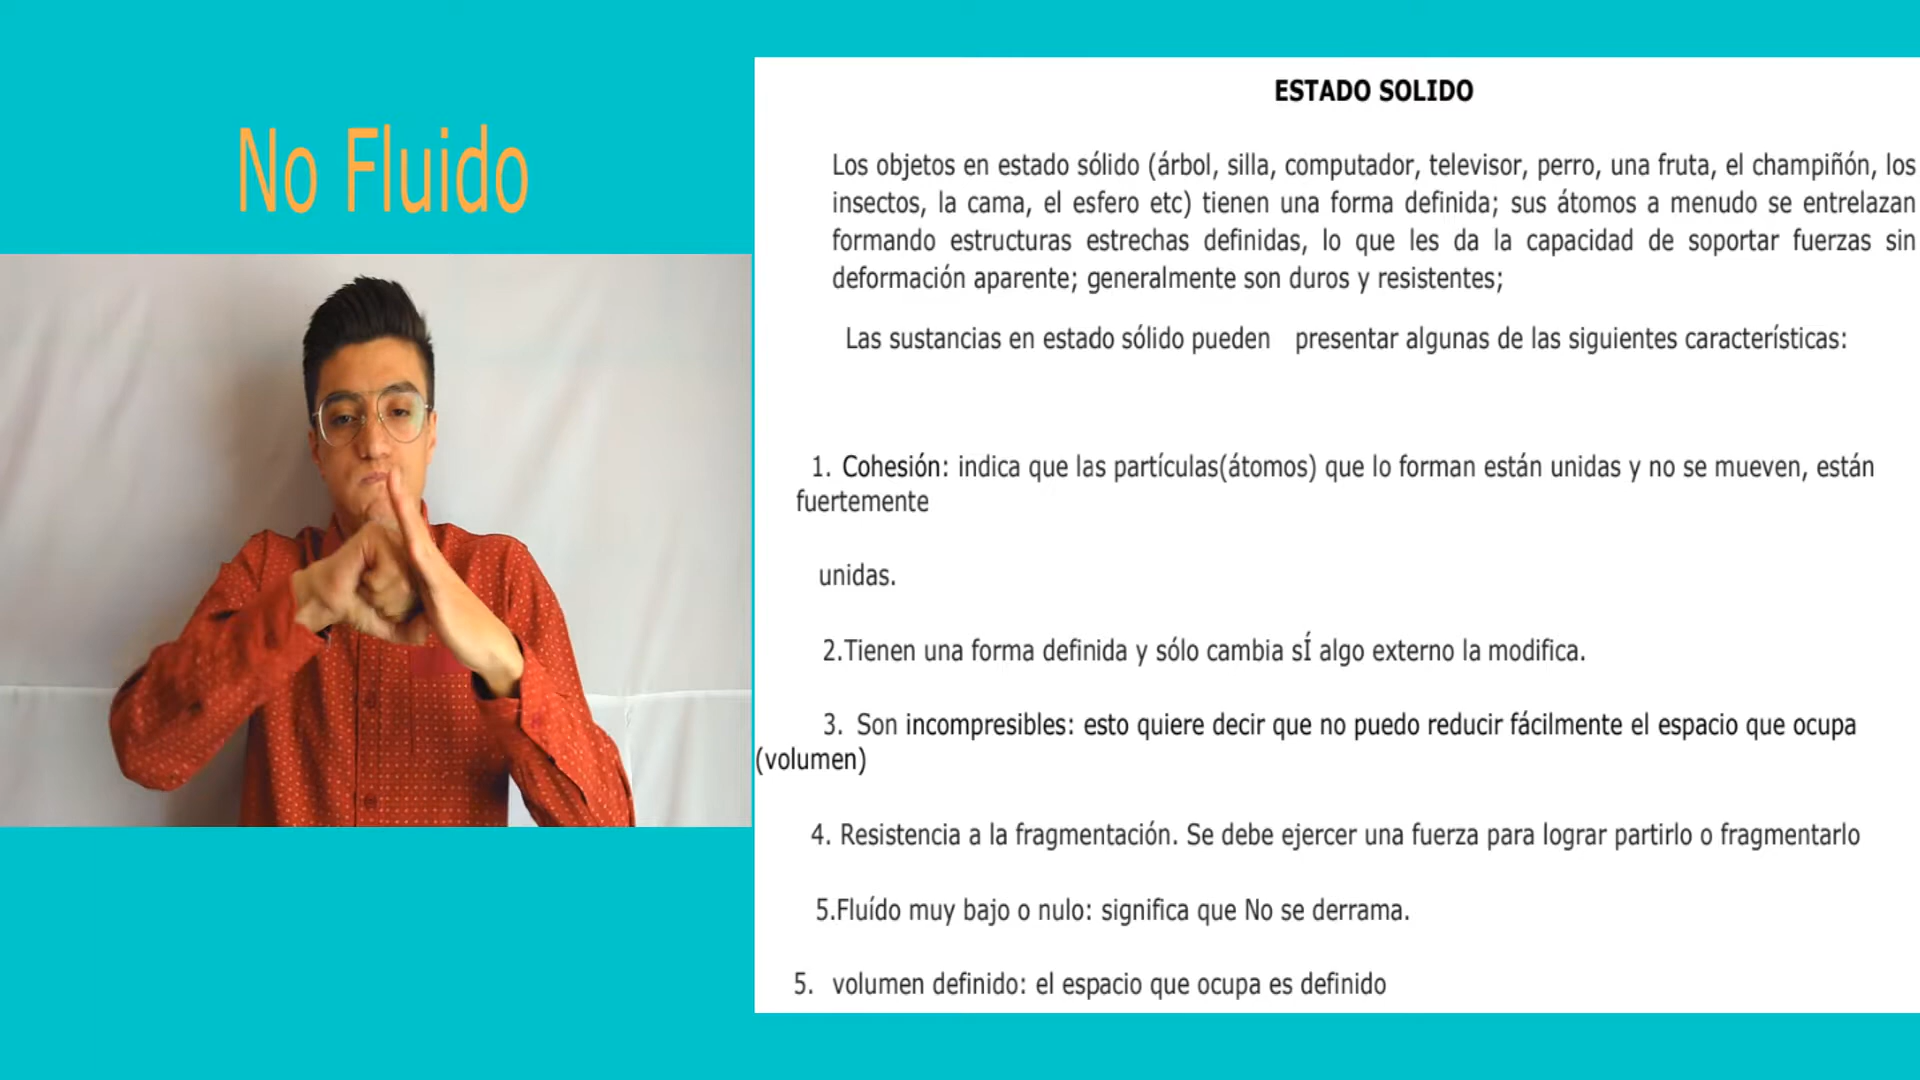 No Fluido
ESTADO SOLIDO
Los objetos en estado sólido (árbol, silla, computador, televisor, perro, una fruta, el champiñón, los
insectos, la cama, el esfero etc) tienen una forma definida; sus átomos a menudo se entrelazan
formando estructuras estrechas definidas, lo que les da la capacidad de soportar fuerzas sin
deformación aparente; generalmente son duros y resistentes;
Las sustancias en estado sólido pueden presentar algunas de las siguientes características:
1. Cohesión: indica que las partículas(átomos) que lo forman están unidas y no se mueven, están
fuertemente
unidas.
2.Tienen una forma definida y sólo cambia sÍ algo externo la modifica.
3. Son incompresibles: esto quiere decir que no puedo reducir fácilmente el espacio que ocupa
(volumen)
4. Resistencia a la fragmentación. Se debe ejercer una fuerza para lograr partirlo o fragmentarlo
5.Fluído muy bajo o nulo: significa que No se derrama.
5. volumen definido: el espacio que ocupa es definido